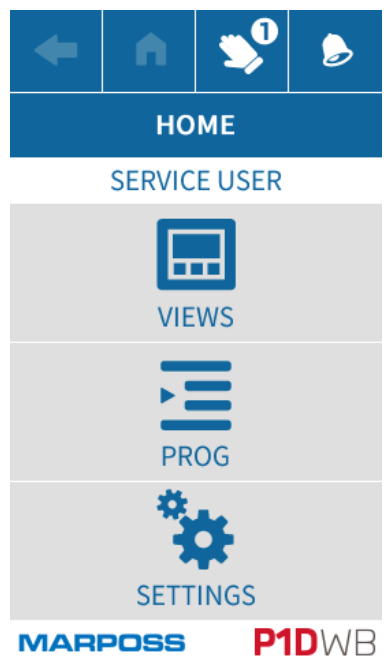 1
HOME
SERVICE USER
VIEWS
PROG
SETTINGS
MARPOSS P1DWB